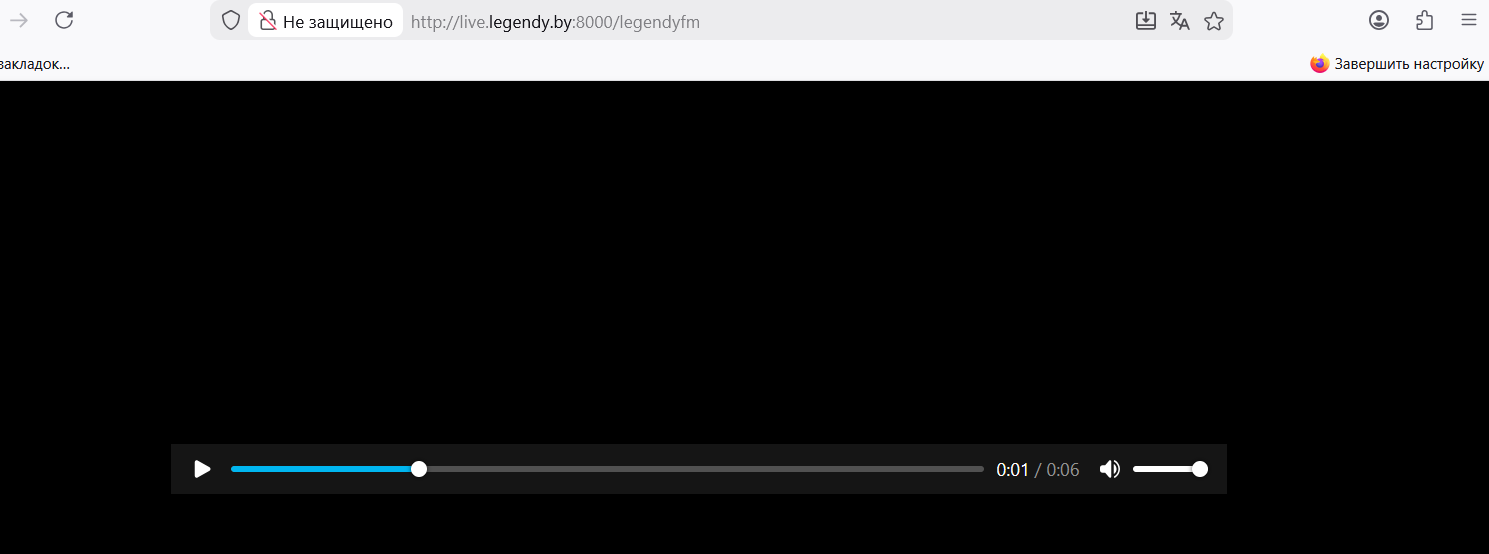 Не защищено http://live.legendy.by:8000/legendyfm
закладок...
Завершить настройку
0:01 / 0:06